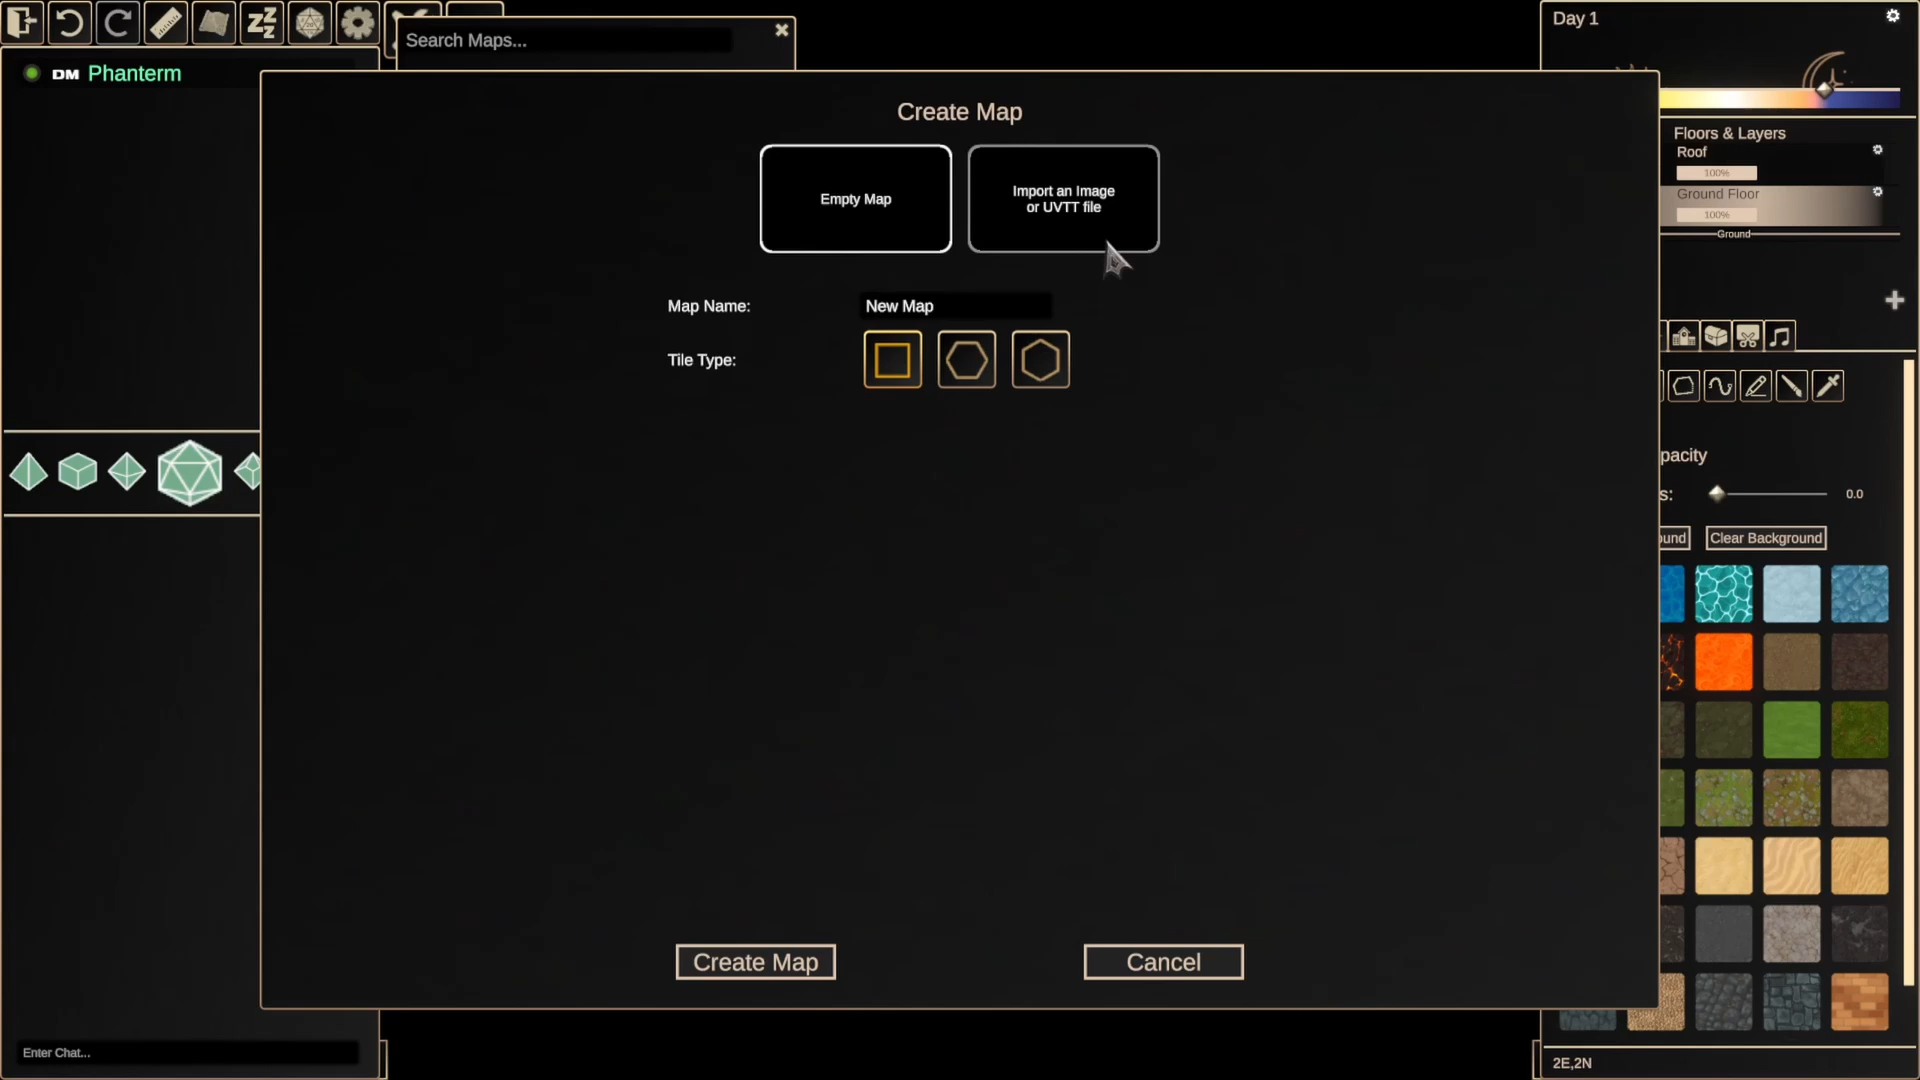 Search Maps...
Day 1
DM Phanterm
Create Map
Empty Map
Import an Image
or UVTT file
Floors & Layers
Roof
100%
Ground Floor
100%
Ground
Map Name:
New Map
Tile Type:
pacity
s:
0.0
und
Clear Background
Create Map
Cancel
Enter Chat...
2E,2N